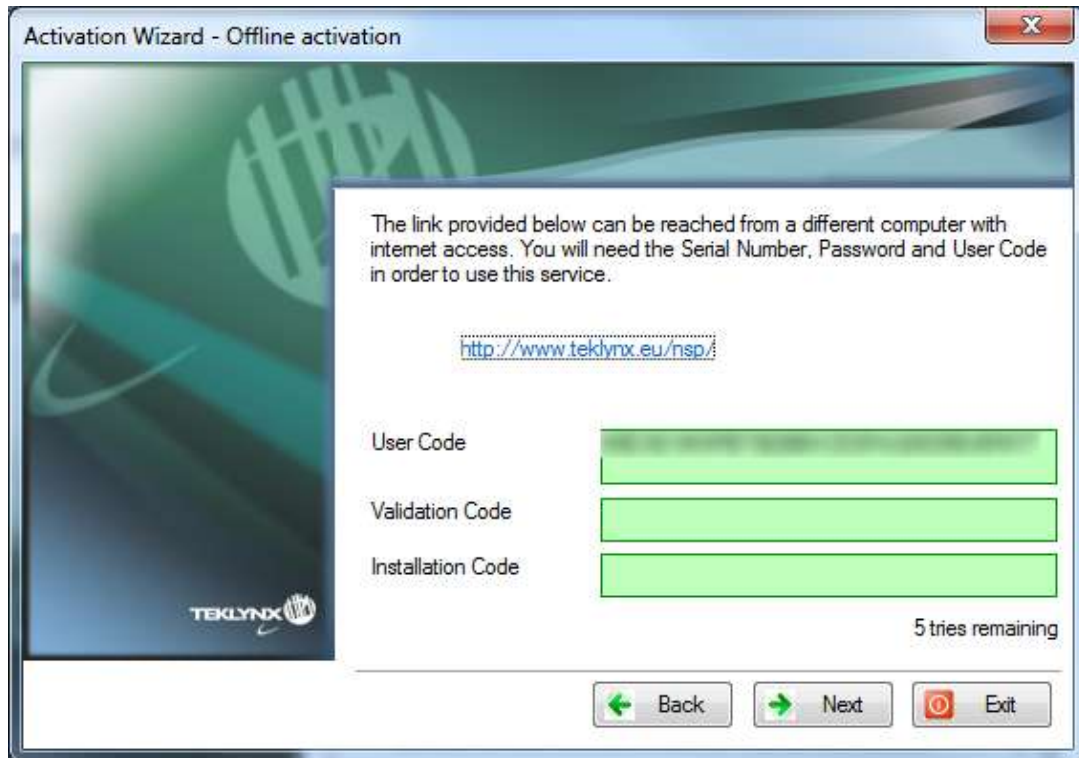 Activation Wizard - Offline activation
The link provided below can be reached from a different computer with
internet access. You will need the Serial Number, Password and User Code
in order to use this service.
http://www.teklynx.eu/nsp/
User Code
Validation Code
Installation Code
TEKLYNX
5 tries remaining
Back
Next
Exit